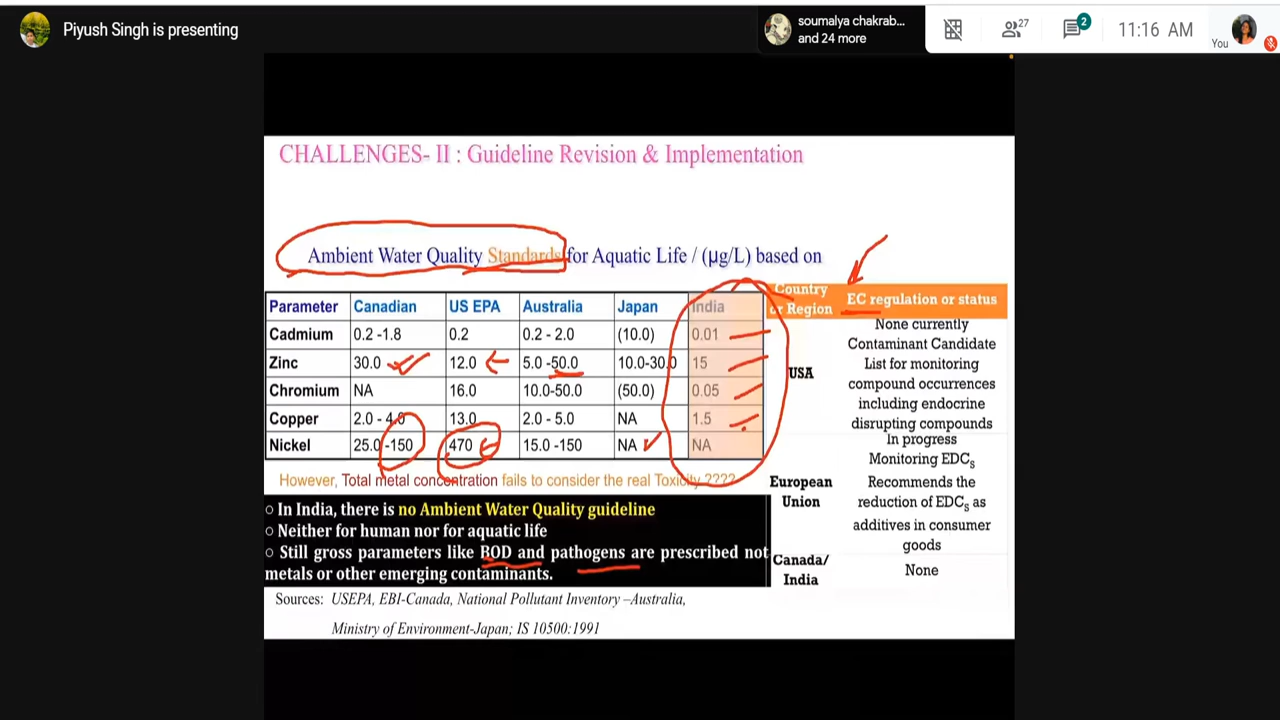 Piyush Singh is presenting
soumalya chakrab...
and 24 more
27
2
11:16 AM
You
CHALLENGES- II : Guideline Revision & Implementation
Ambient Water Quality Standards for Aquatic Life / (µg/L) based on
Parameter Canadian US EPA Australia Japan India
Cadmium 0.2 -1.8 0.2 0.2 - 2.0 (10.0) 0.01
Zinc 30.0 12.0 5.0 -50.0 10.0-30.0 15
Chromium NA 16.0 10.0-50.0 (50.0) 0.05
Copper 2.0 - 4.0 13.0 2.0 - 5.0 NA 1.5
Nickel 25.0 -150 470 15.0 -150 NA NA
However, Total metal concentration fails to consider the real Toxicity ????
○ In India, there is no Ambient Water Quality guideline
○ Neither for human nor for aquatic life
○ Still gross parameters like BOD and pathogens are prescribed not
metals or other emerging contaminants.
Sources: USEPA, EBI-Canada, National Pollutant Inventory –Australia,
Ministry of Environment-Japan; IS 10500:1991
Country
or Region
EC regulation or status
USA
None currently
Contaminant Candidate
List for monitoring
compound occurrences
including endocrine
disrupting compounds
European
Union
In progress
Monitoring EDCs
Recommends the
reduction of EDCs as
additives in consumer
goods
Canada/
India
None